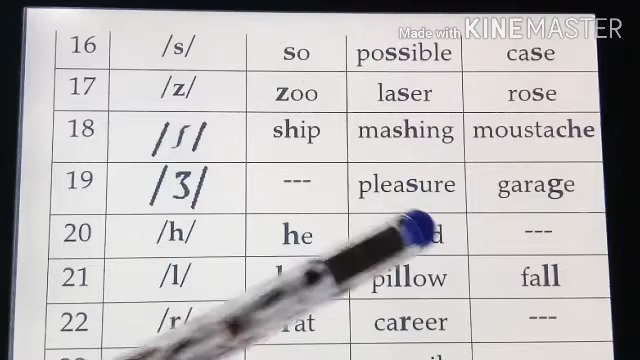 Made with KINEMASTER
16 /s/ so possible case
17 /z/ zoo laser rose
18 /ʃ/ ship mashing moustache
19 /ʒ/ --- pleasure garage
20 /h/ he ---
21 /l/ pillow fall
22 /r/ career ---